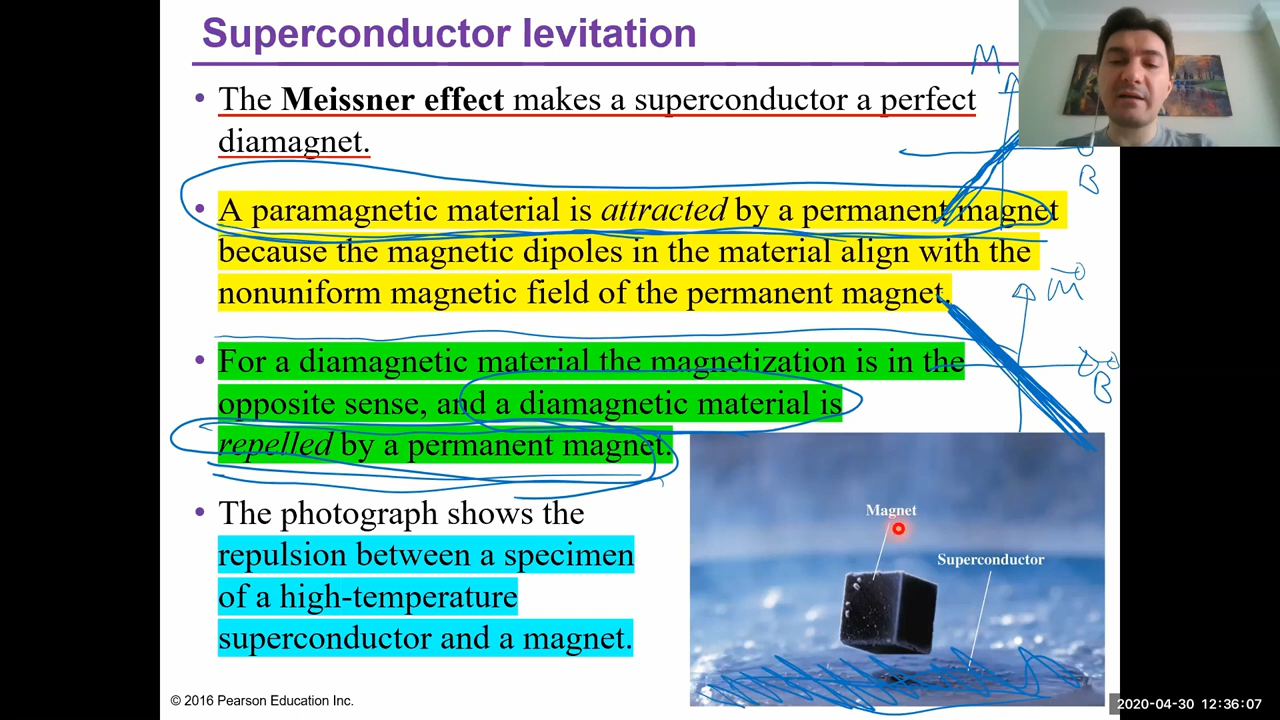 Superconductor levitation
• The Meissner effect makes a superconductor a perfect
diamagnet.
• A paramagnetic material is attracted by a permanent magnet
because the magnetic dipoles in the material align with the
nonuniform magnetic field of the permanent magnet.
• For a diamagnetic material the magnetization is in the
opposite sense, and a diamagnetic material is
repelled by a permanent magnet.
• The photograph shows the
repulsion between a specimen
of a high-temperature
superconductor and a magnet.
M
B
M
B
Magnet
Superconductor
© 2016 Pearson Education Inc.
2020-04-30 12:36:07